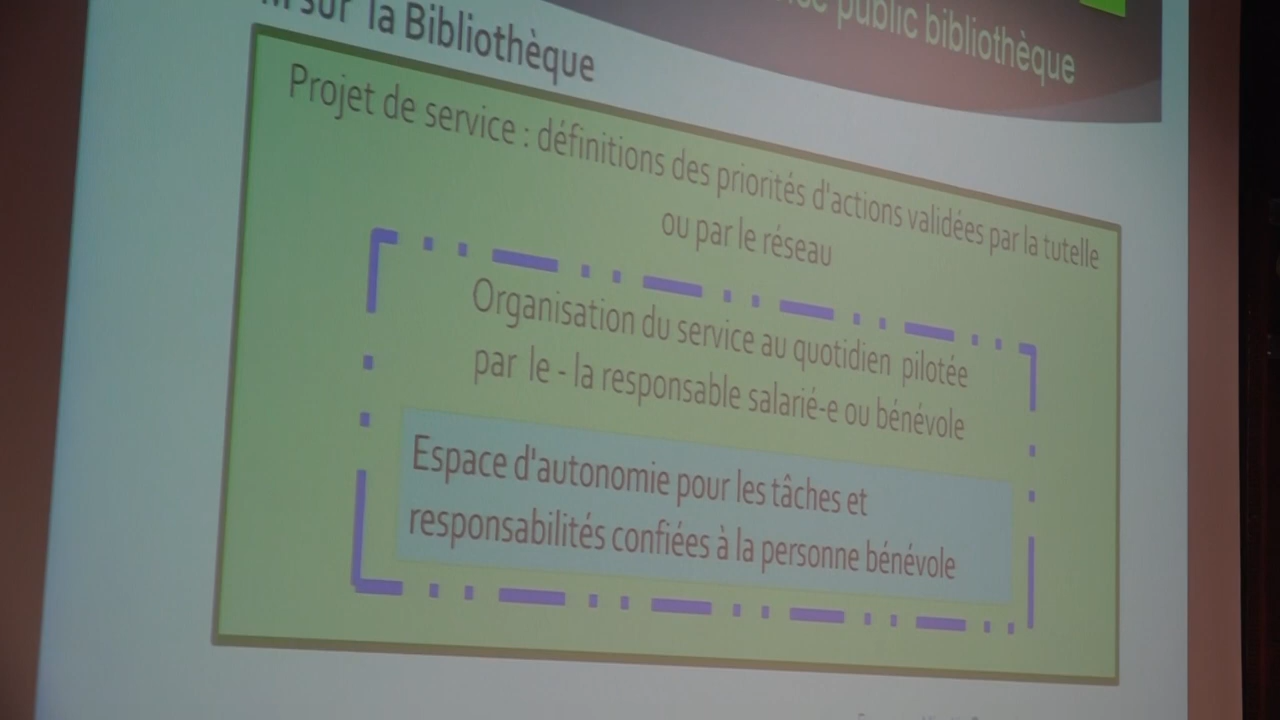 public bibliothèque
sur la Bibliothèque
Projet de service : définitions des priorités d'actions validées par la tutelle
ou par le réseau
Organisation du service au quotidien pilotée
par le - la responsable salarié-e ou bénévole
Espace d'autonomie pour les tâches et
responsabilités confiées à la personne bénévole